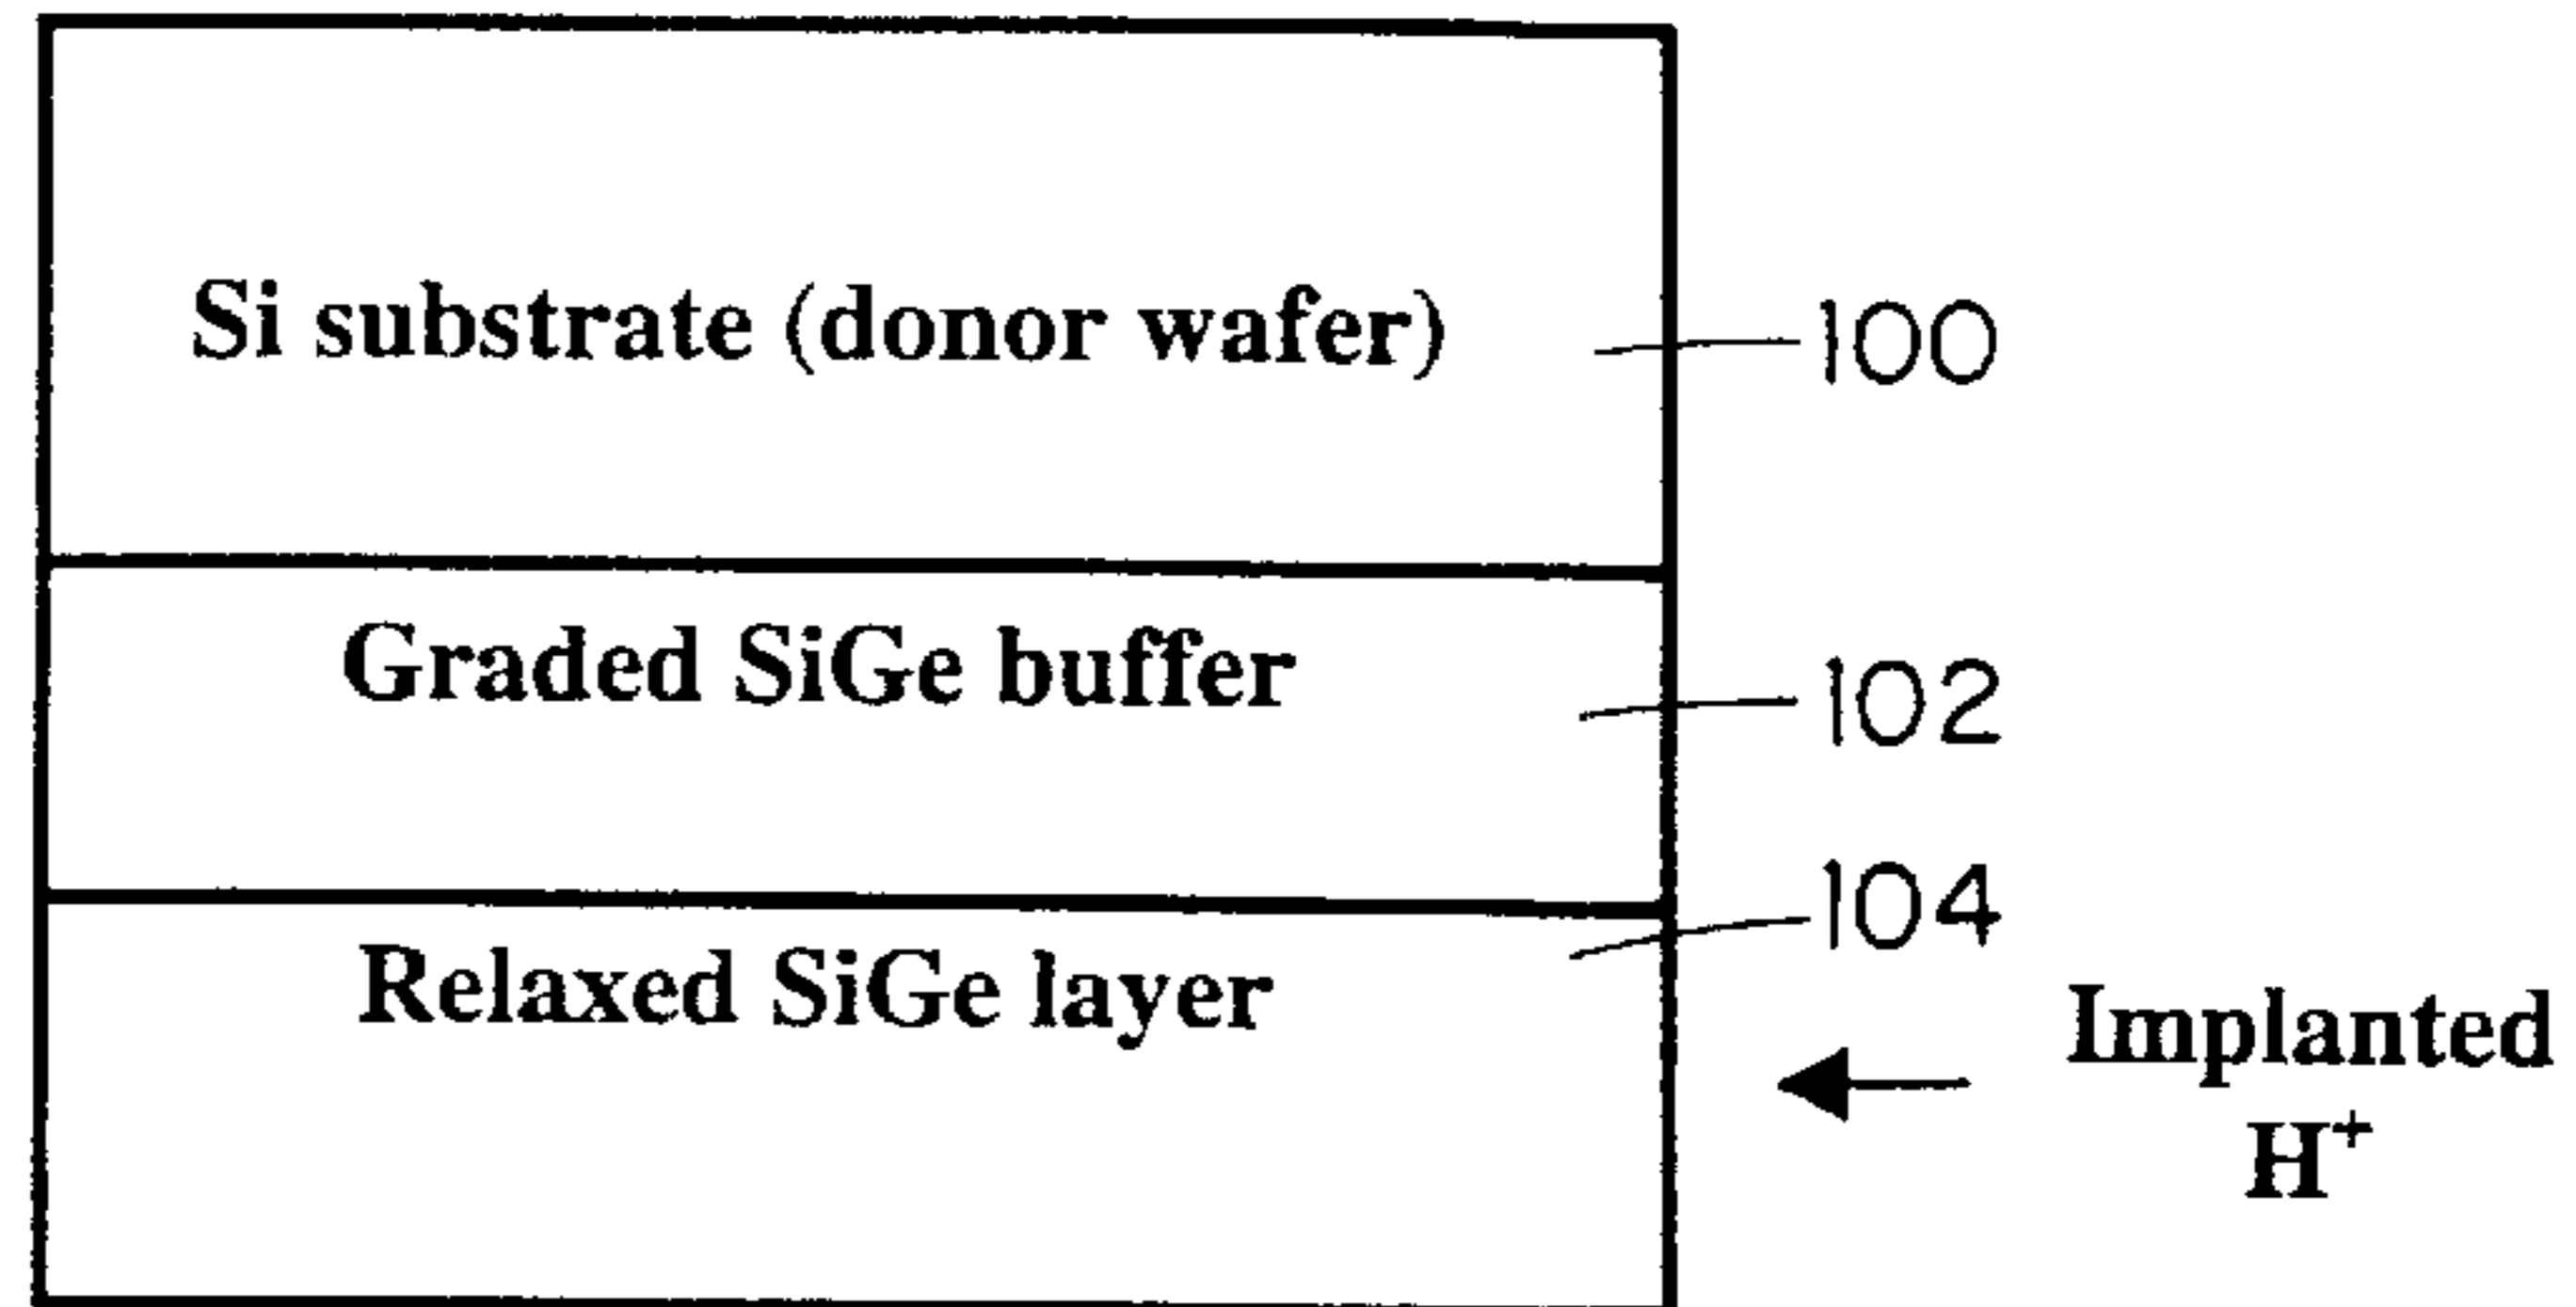 Si substrate (donor wafer)
100
Graded SiGe buffer
102
104
Relaxed SiGe layer
Implanted
H⁺